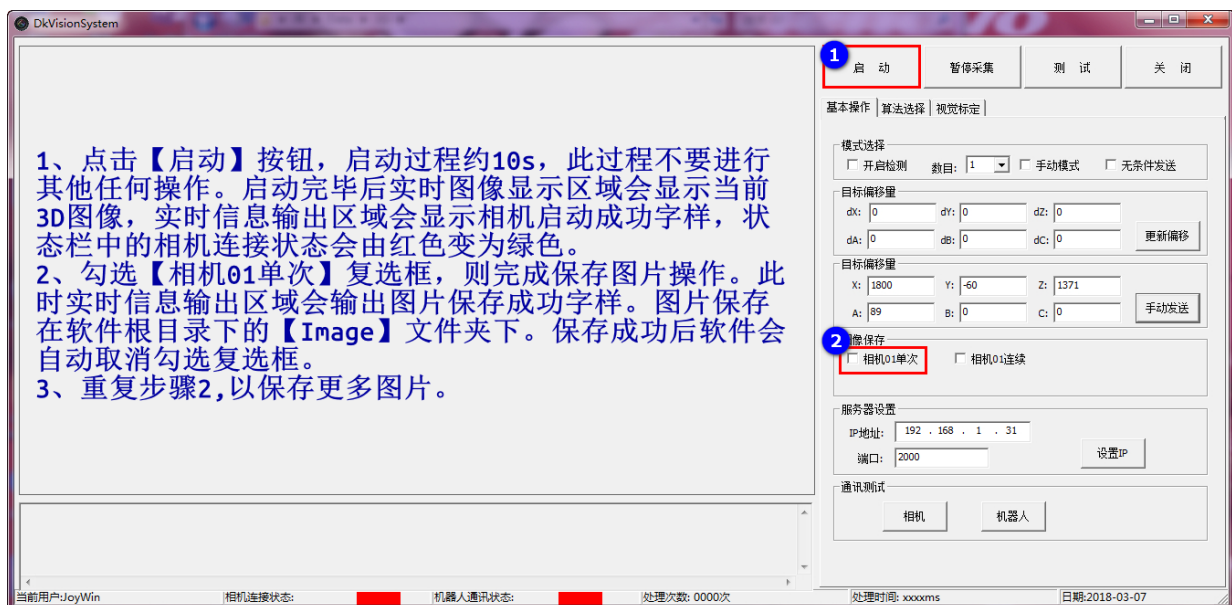 DkVisionSystem
1
启 动
暂停采集
测 试
关 闭
基本操作
算法选择
视觉标定
1、点击【启动】按钮，启动过程约10s，此过程不要进行
其他任何操作。启动完毕后实时图像显示区域会显示当前
3D图像，实时信息输出区域会显示相机启动成功字样，状
态栏中的相机连接状态会由红色变为绿色。
2、勾选【相机01单次】复选框，则完成保存图片操作。此
时实时信息输出区域会输出图片保存成功字样。图片保存
在软件根目录下的【Image】文件夹下。保存成功后软件会
自动取消勾选复选框。
3、重复步骤2,以保存更多图片。
模式选择
开启检测 数目: 1 手动模式 无条件发送
目标偏移量
dX: 0 dY: 0 dZ: 0
dA: 0 dB: 0 dC: 0
更新偏移
目标偏移量
X: 1800 Y: -60 Z: 1371
A: 89 B: 0 C: 0
手动发送
2
像保存
相机01单次 相机01连续
服务器设置
IP地址: 192 . 168 . 1 . 31
端口: 2000
设置IP
通讯测试
相机 机器人
当前用户:JoyWin 相机连接状态: 机器人通讯状态: 处理次数: 0000次 处理时间: xxxxms 日期:2018-03-07